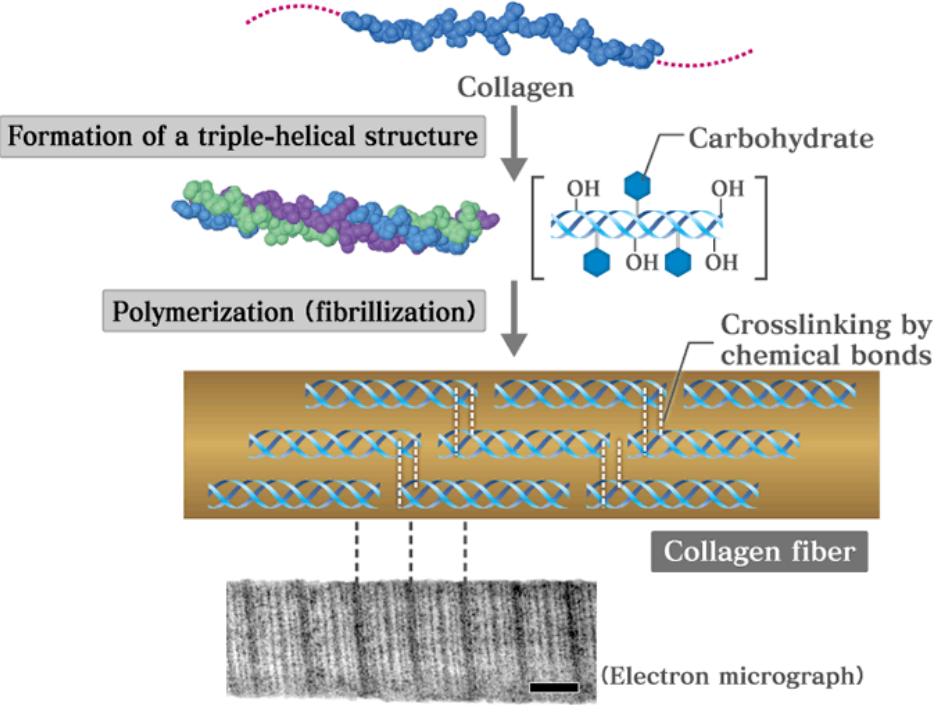 Collagen
Formation of a triple-helical structure
Carbohydrate
OH
OH
OH
OH
Polymerization (fibrillization)
Crosslinking by
chemical bonds
Collagen fiber
(Electron micrograph)